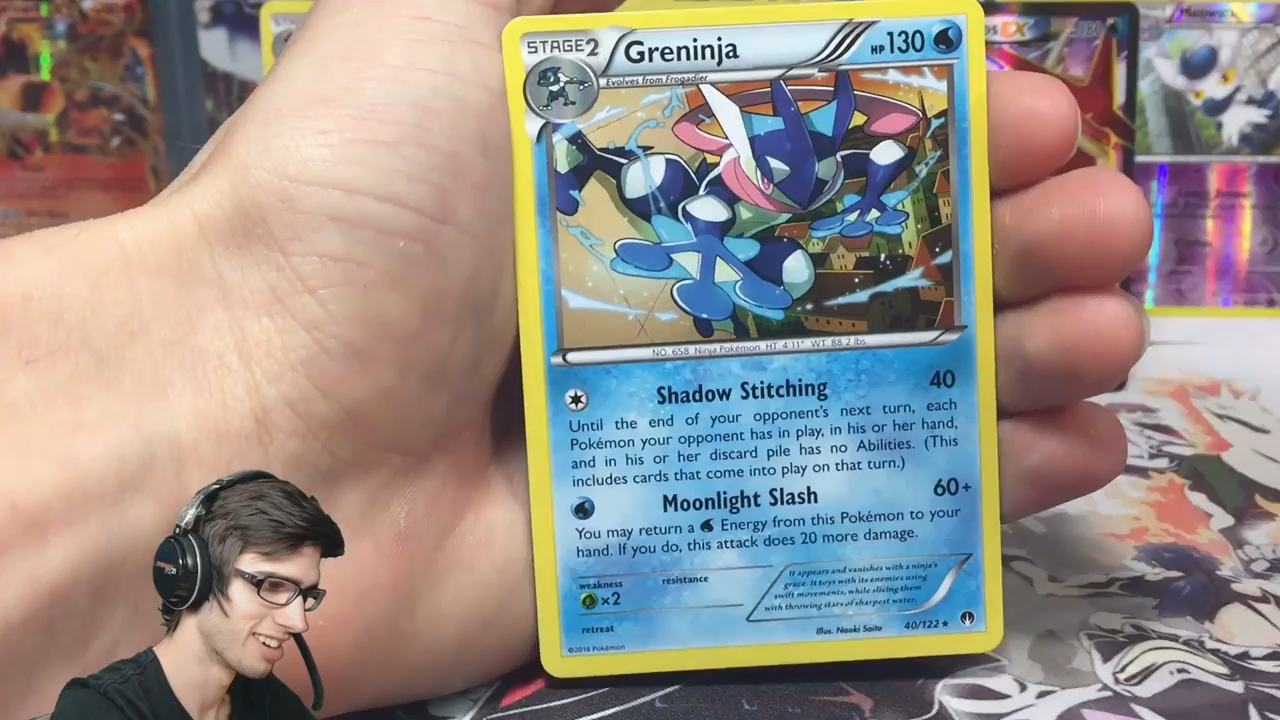 STAGE2 Greninja HP130
Evolves from Frogadier
NO. 658 Ninja Pokémon HT. 4'11" WT. 88.2 lbs
Shadow Stitching 40
Until the end of your opponent's next turn, each
Pokémon your opponent has in play, in his or her hand,
and in his or her discard pile has no Abilities. (This
includes cards that come into play on that turn.)
Moonlight Slash 60+
You may return a Energy from this Pokémon to your
hand. If you do, this attack does 20 more damage.
weakness resistance
×2
It appears and vanishes with a ninja's
grace. It toys with its enemies using
swift movements, while slicing them
with throwing stars of sharpest water.
retreat
Illus. Naoki Saito 40/122
©2016 Pokémon
EX